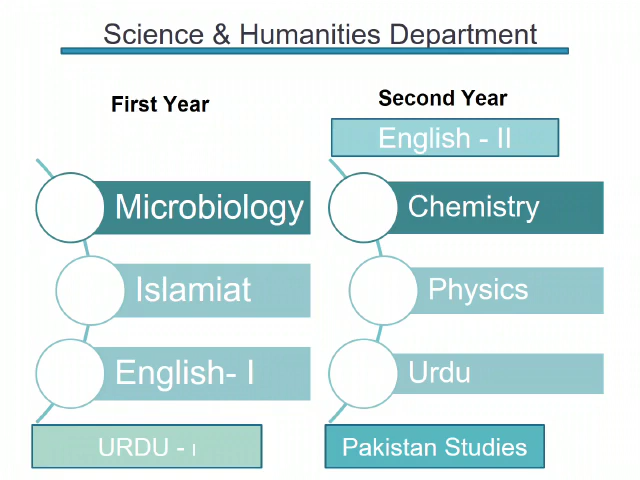 Science & Humanities Department
First Year
Microbiology
Islamiat
English- I
URDU - I
Second Year
English - II
Chemistry
Physics
Urdu
Pakistan Studies